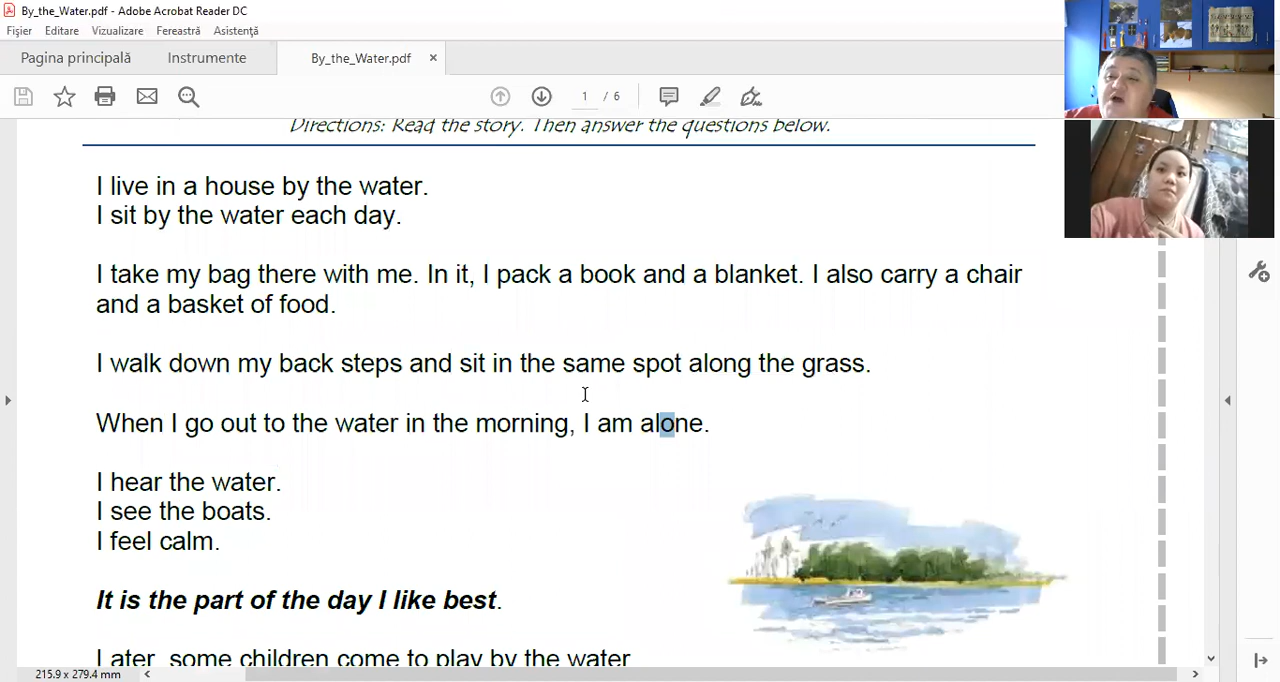 By_the_Water.pdf - Adobe Acrobat Reader DC
Fișier Editare Vizualizare Fereastră Asistență
Pagina principală Instrumente By_the_Water.pdf ×
1 / 6
Directions: Read the story. Then answer the questions below.
I live in a house by the water.
I sit by the water each day.
I take my bag there with me. In it, I pack a book and a blanket. I also carry a chair
and a basket of food.
I walk down my back steps and sit in the same spot along the grass.
When I go out to the water in the morning, I am alone.
I hear the water.
I see the boats.
I feel calm.
It is the part of the day I like best.
Later, some children come to play by the water
215.9 x 279.4 mm